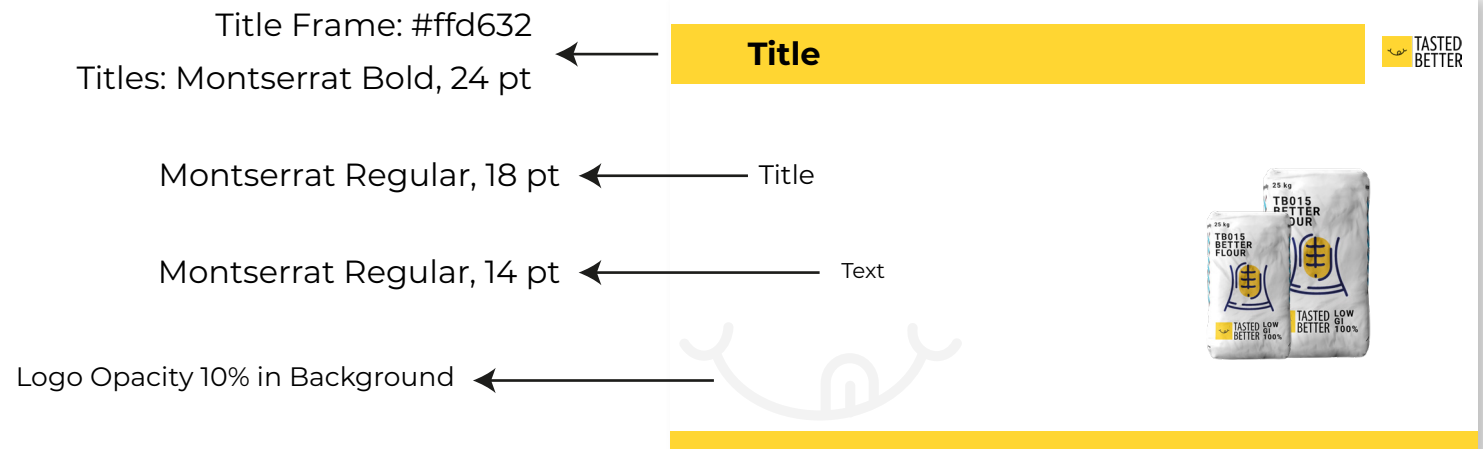 Title Frame: #ffd632
Titles: Montserrat Bold, 24 pt
Title
TASTED
BETTER
Montserrat Regular, 18 pt
Title
Montserrat Regular, 14 pt
Text
Logo Opacity 10% in Background
25 kg
TB015
BETTER
FLOUR
TASTED
BETTER
LOW
GI
100%
25 kg
TB015
BETTER
FLOUR
TASTED
BETTER
LOW
GI
100%